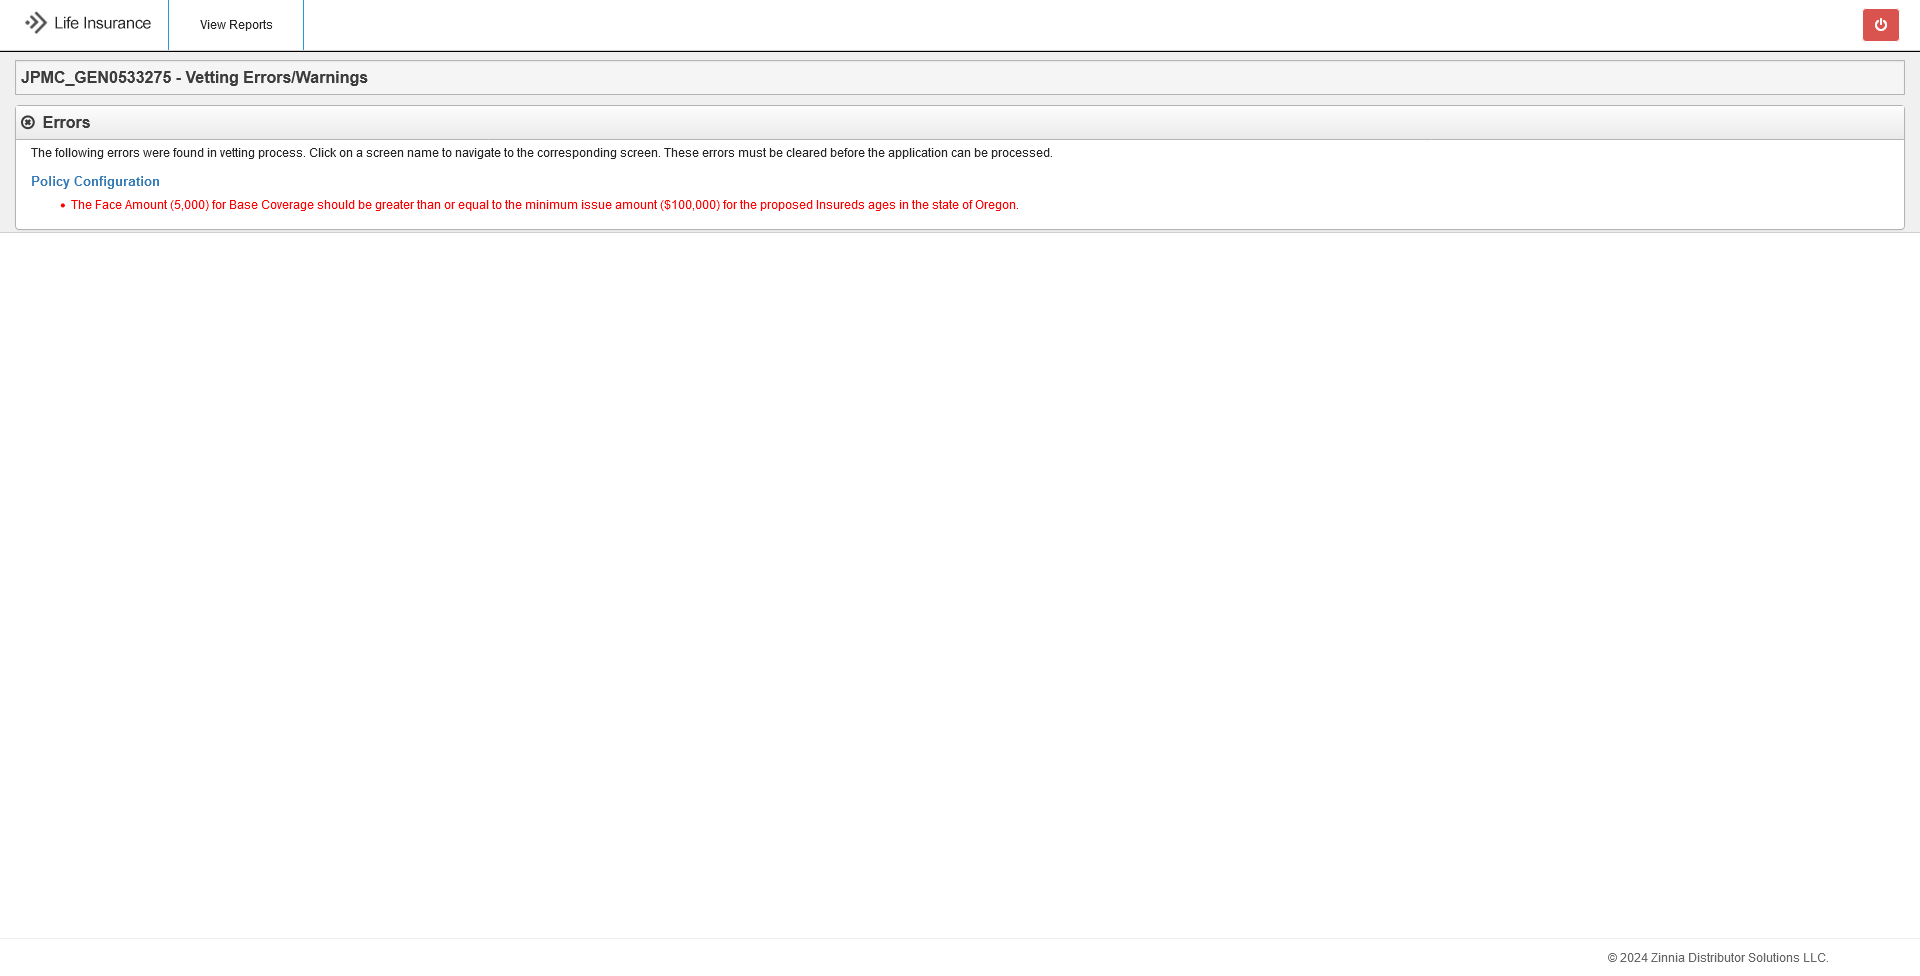 Life Insurance
View Reports
JPMC_GEN0533275 - Vetting Errors/Warnings
Errors
The following errors were found in vetting process. Click on a screen name to navigate to the corresponding screen. These errors must be cleared before the application can be processed.
Policy Configuration
• The Face Amount (5,000) for Base Coverage should be greater than or equal to the minimum issue amount ($100,000) for the proposed Insureds ages in the state of Oregon.
© 2024 Zinnia Distributor Solutions LLC.